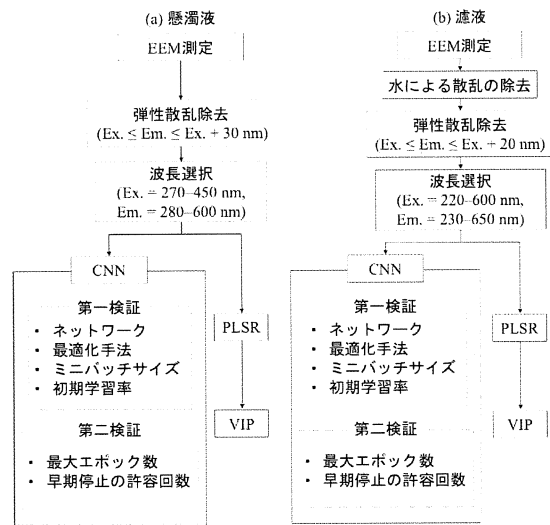 (a) 懸濁液
EEM測定
弾性散乱除去
(Ex. ≤ Em. ≤ Ex. + 30 nm)
波長選択
(Ex. = 270–450 nm,
Em. = 280–600 nm)
CNN
第一検証
・ ネットワーク
・ 最適化手法
・ ミニバッチサイズ
・ 初期学習率
第二検証
・ 最大エポック数
・ 早期停止の許容回数
PLSR
VIP
(b) 濾液
EEM測定
水による散乱の除去
弾性散乱除去
(Ex. ≤ Em. ≤ Ex. + 20 nm)
波長選択
(Ex. = 220–600 nm,
Em. = 230–650 nm)
CNN
第一検証
・ ネットワーク
・ 最適化手法
・ ミニバッチサイズ
・ 初期学習率
第二検証
・ 最大エポック数
・ 早期停止の許容回数
PLSR
VIP